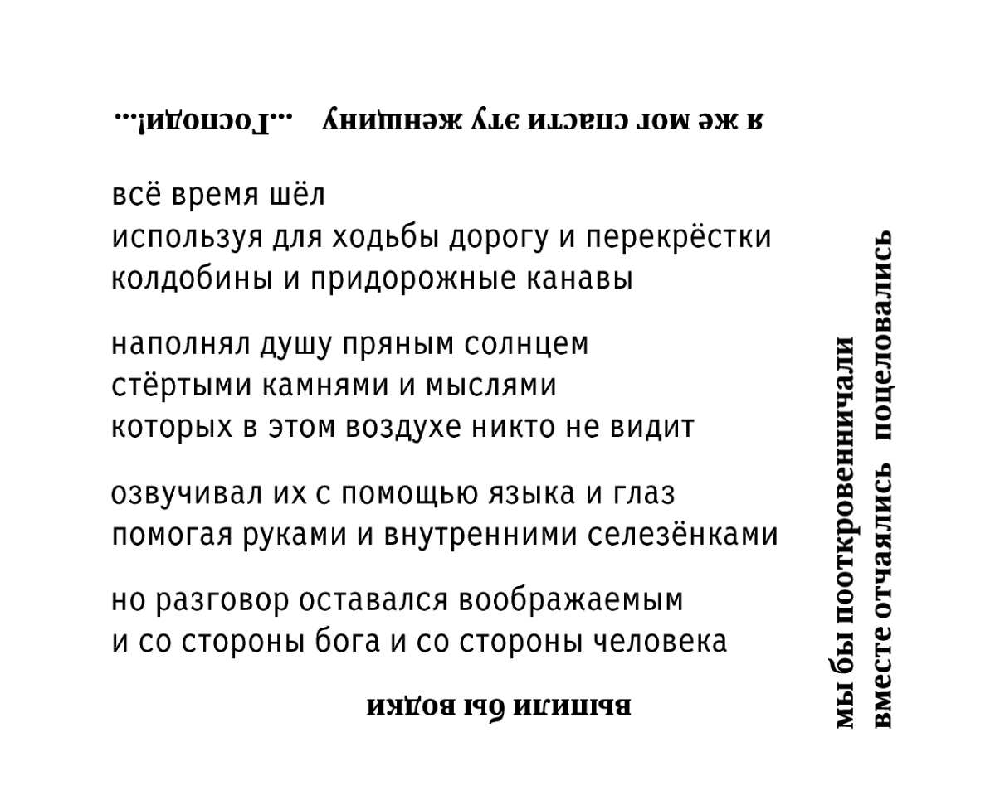 я же мог спасти эту женщину ...Господи!...
всё время шёл
используя для ходьбы дорогу и перекрёстки
колдобины и придорожные канавы
наполнял душу пряным солнцем
стёртыми камнями и мыслями
которых в этом воздухе никто не видит
озвучивал их с помощью языка и глаз
помогая руками и внутренними селезёнками
но разговор оставался воображаемым
и со стороны бога и со стороны человека
выпили бы водки
мы бы пооткровенничали
вместе отчаялись поцеловались